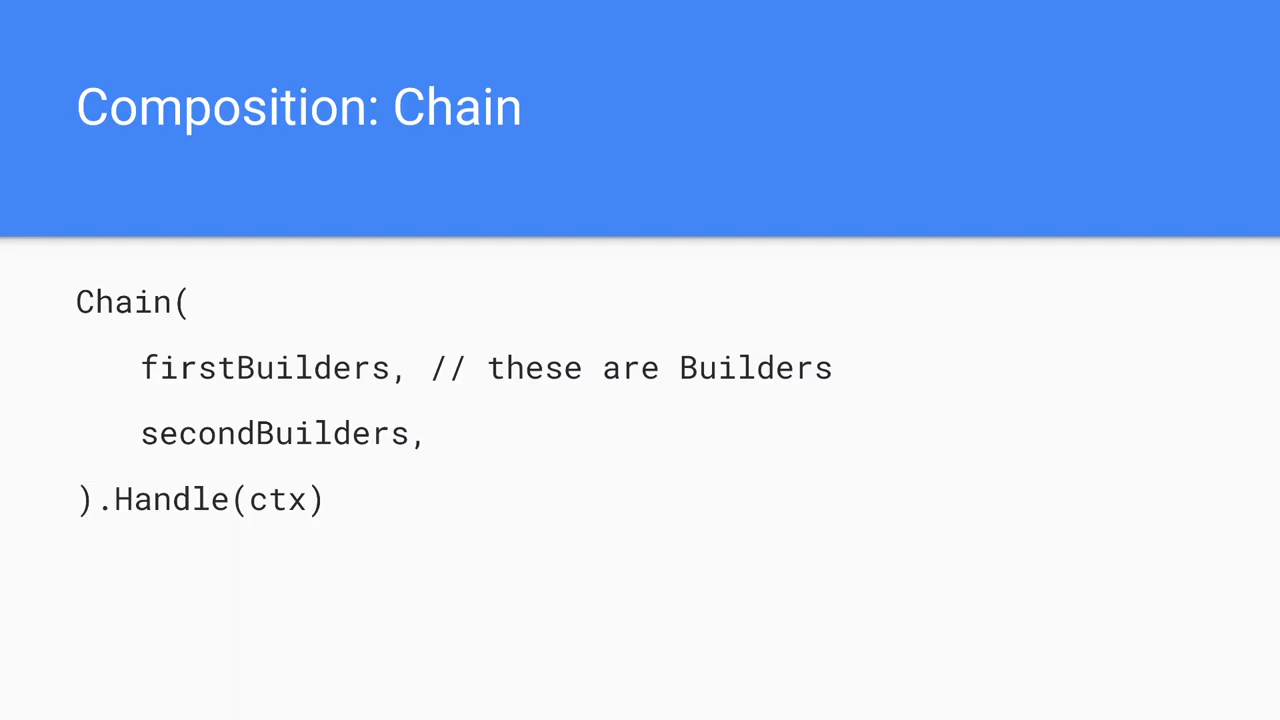 Composition: Chain
Chain(
firstBuilders, // these are Builders
secondBuilders,
).Handle(ctx)